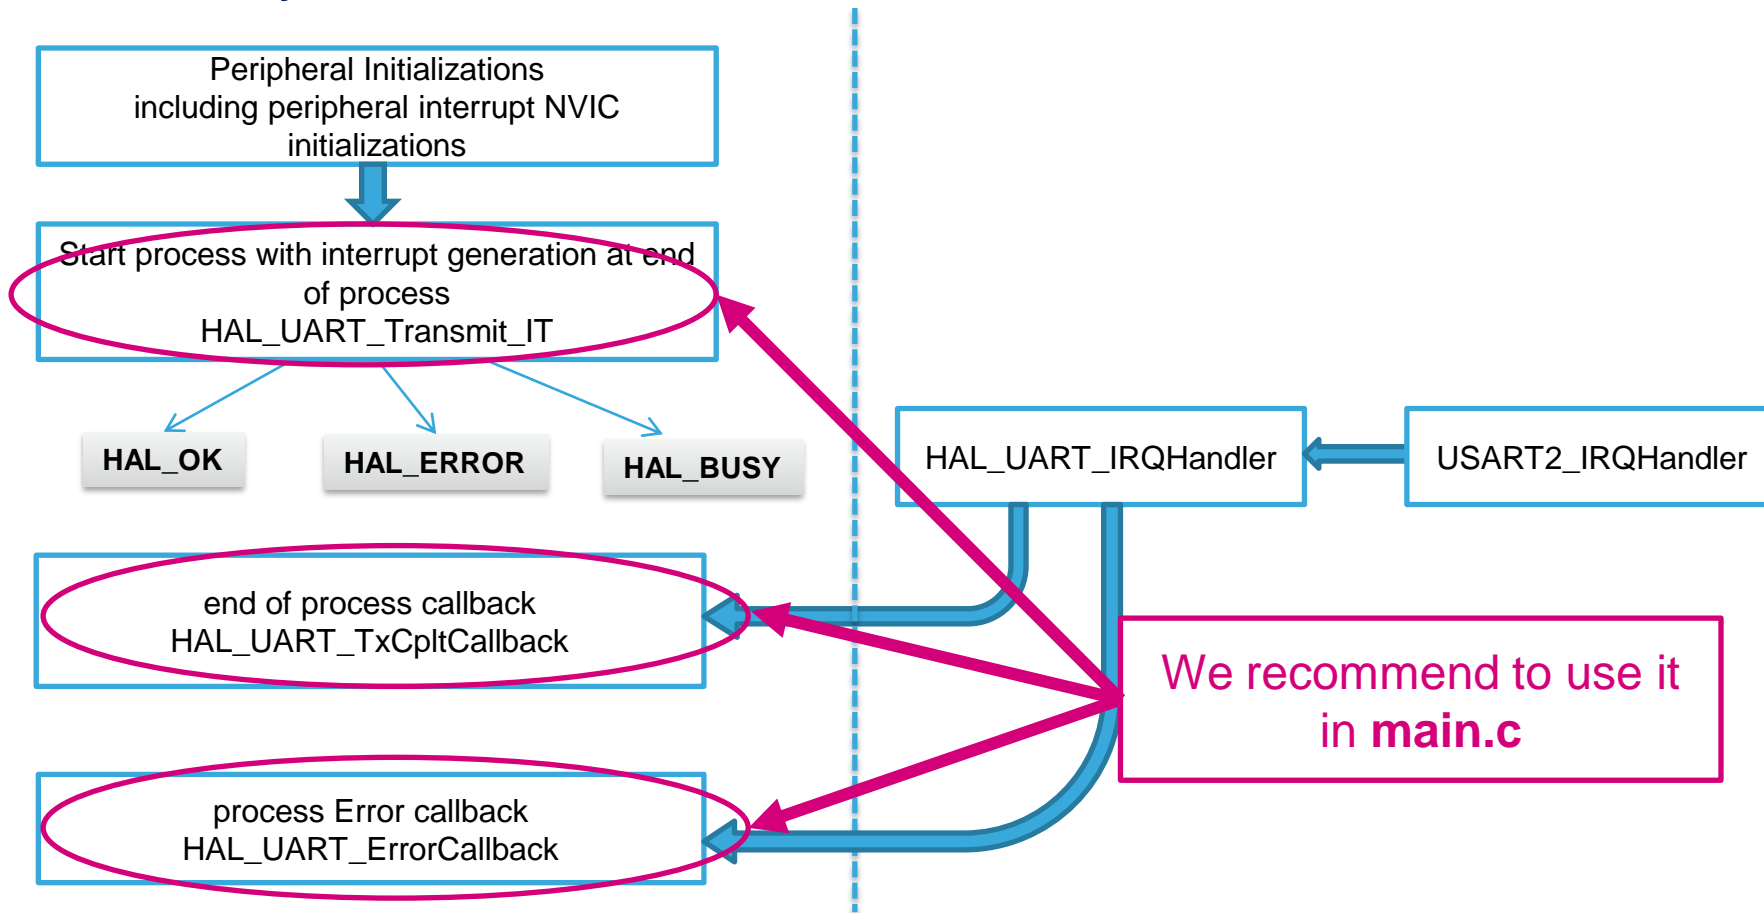 Peripheral Initializations
including peripheral interrupt NVIC
initializations
Start process with interrupt generation at end
of process
HAL_UART_Transmit_IT
HAL_OK
HAL_ERROR
HAL_BUSY
HAL_UART_IRQHandler
USART2_IRQHandler
end of process callback
HAL_UART_TxCpltCallback
We recommend to use it
in main.c
process Error callback
HAL_UART_ErrorCallback